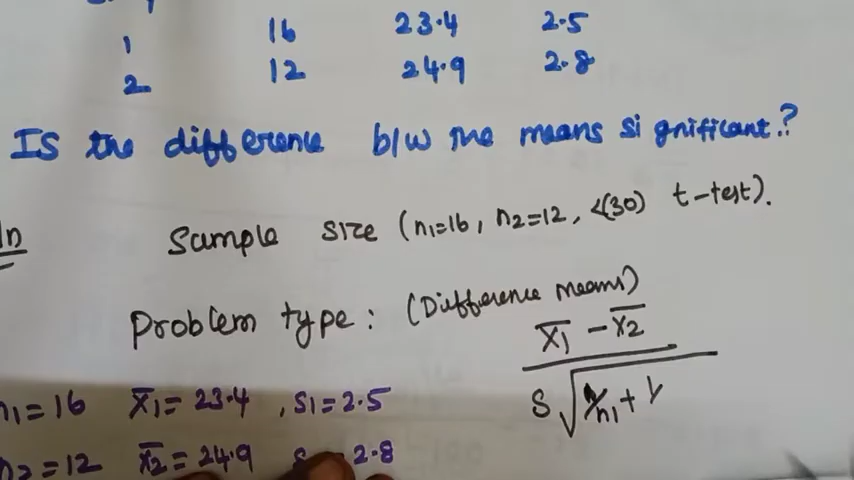 1 16 23.4 2.5
2 12 24.9 2.8
Is the difference b/w the means significant.?
Sample size (n1=16, n2=12, <(30) t-test).
Problem type: (Difference means)
x̄1 - x̄2
S√1/n1 +
n1=16 x̄1=23.4, s1=2.5
n2=12 x̄2=24.9 s 2.8